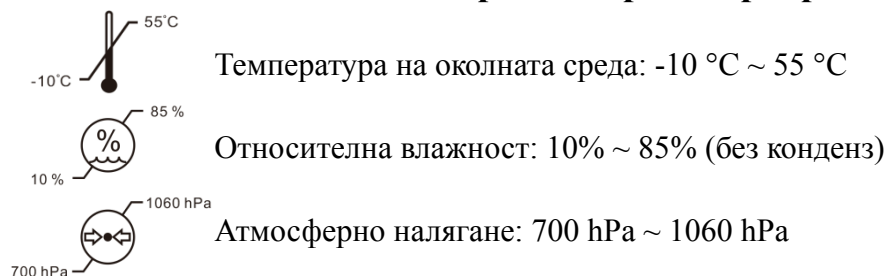 55°C
-10°C
Температура на околната среда: -10 °C ~ 55 °C
85 %
%
10 %
Относителна влажност: 10% ~ 85% (без конденз)
1060 hPa
700 hPa
Атмосферно налягане: 700 hPa ~ 1060 hPa